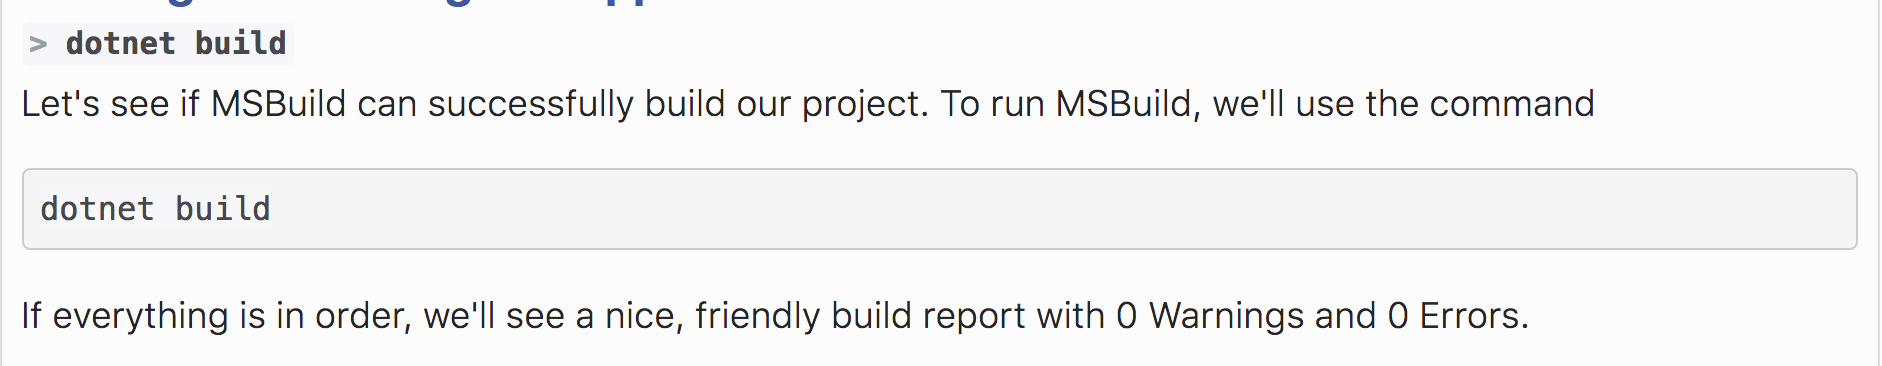 > dotnet build
Let's see if MSBuild can successfully build our project. To run MSBuild, we'll use the command
dotnet build
If everything is in order, we'll see a nice, friendly build report with 0 Warnings and 0 Errors.